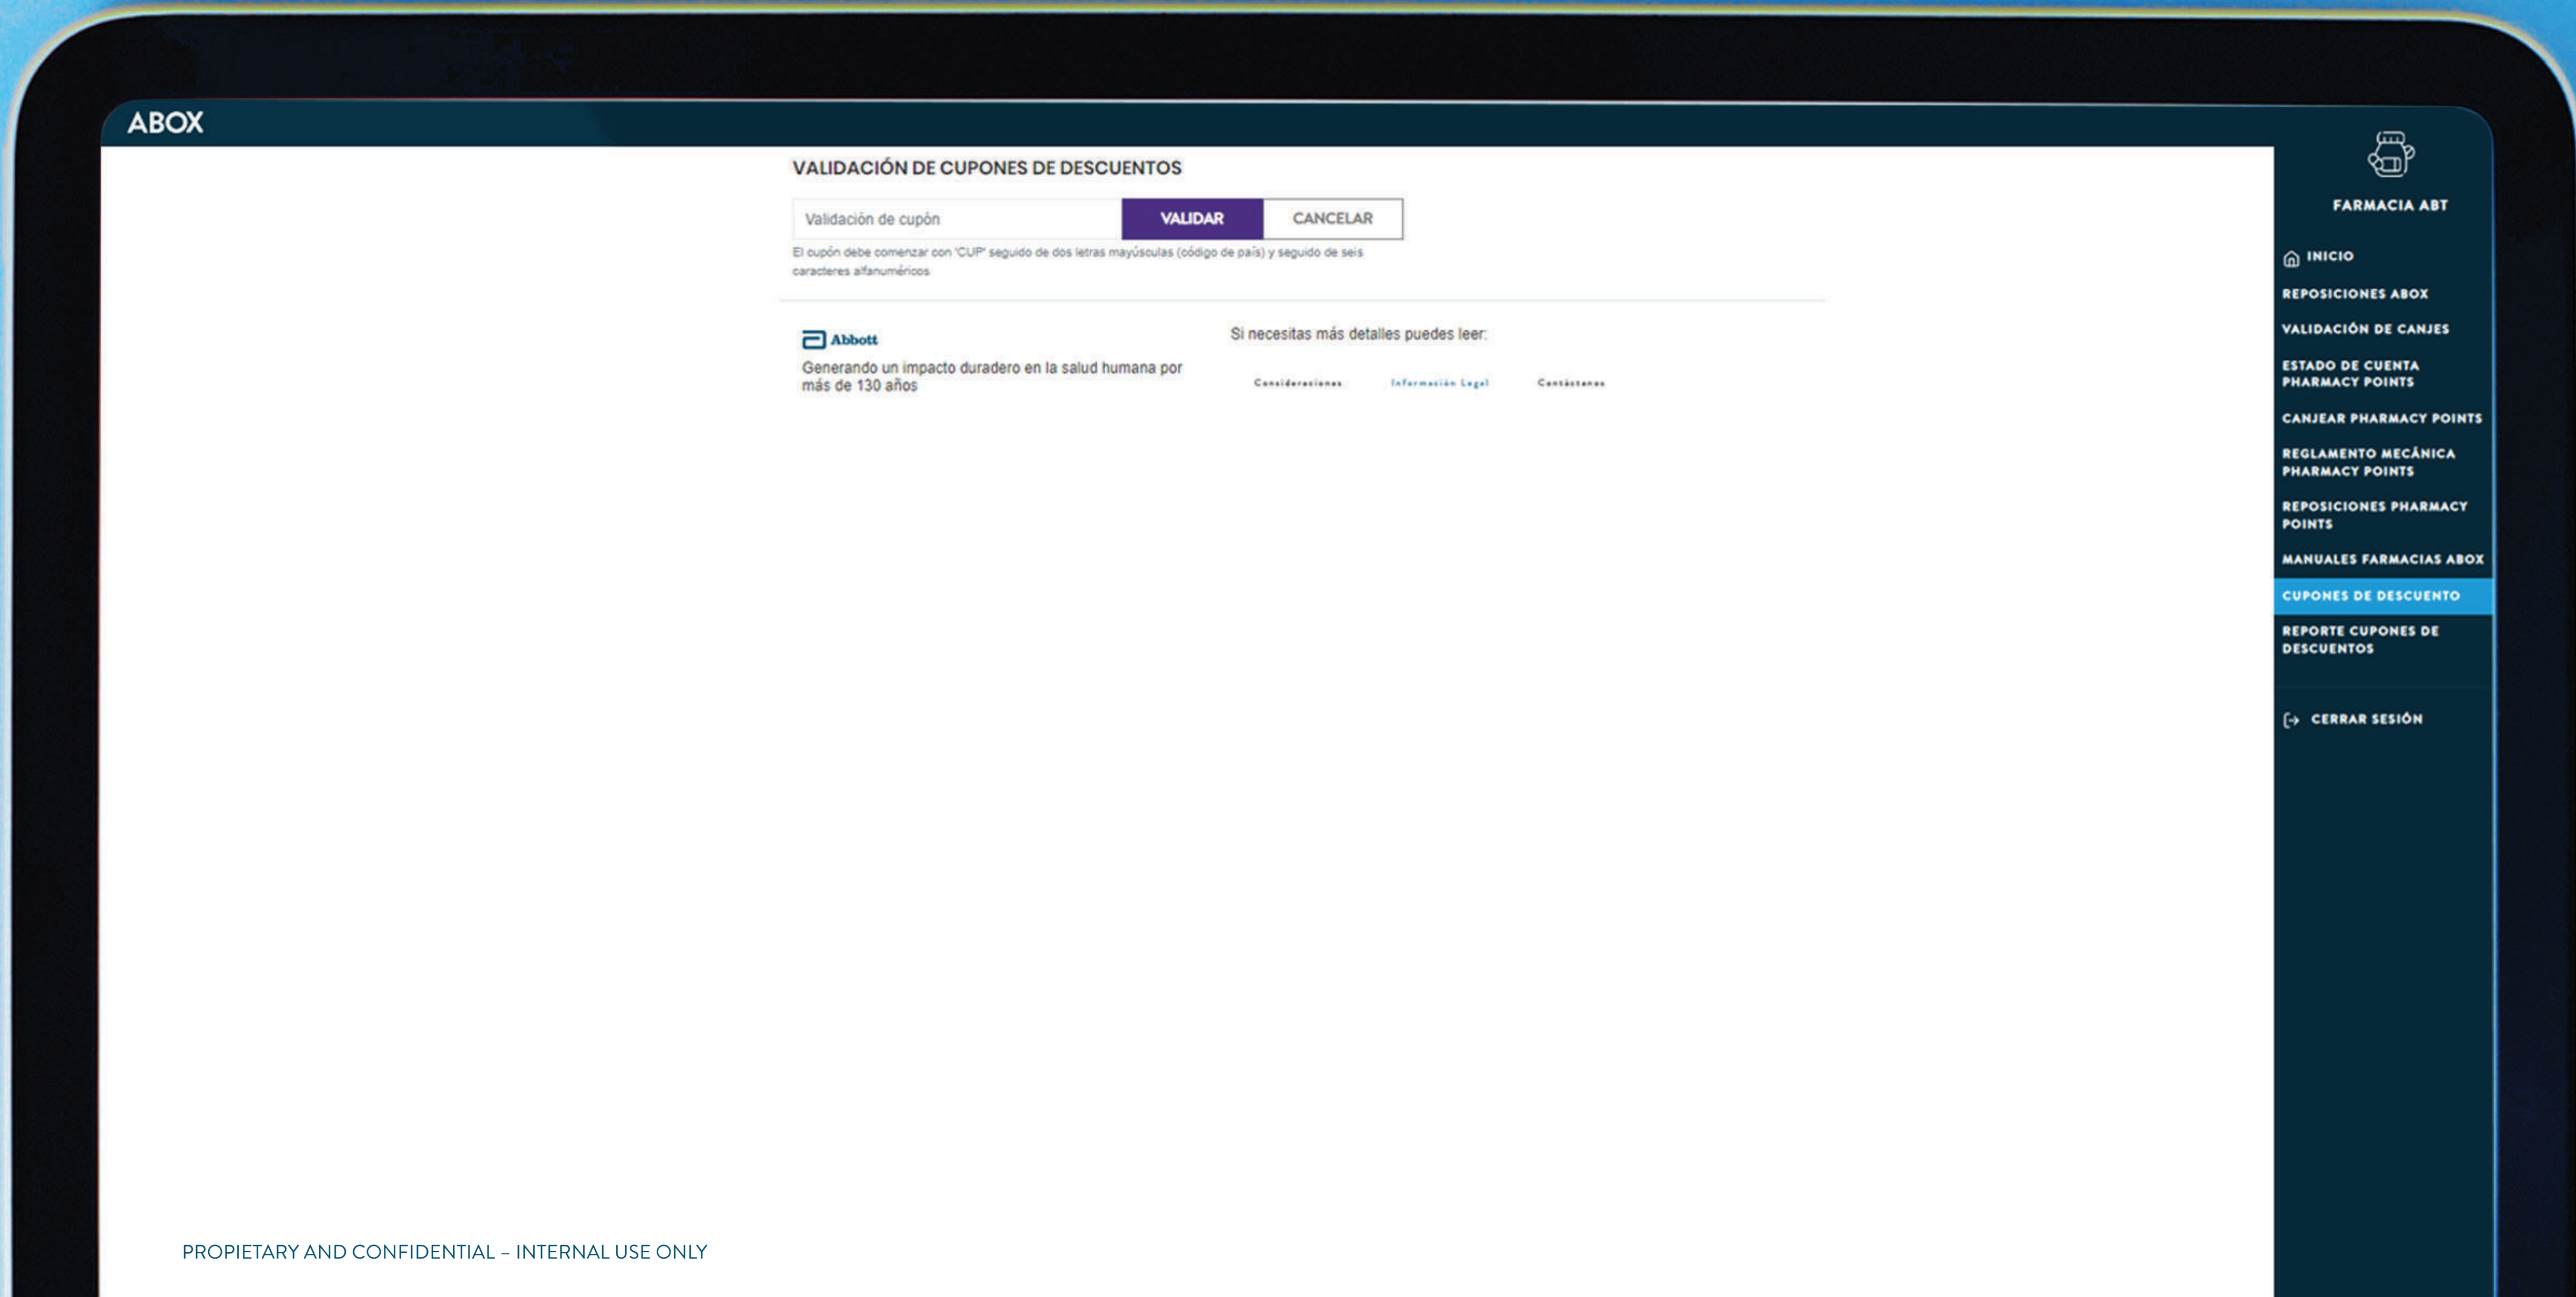 ABOX
VALIDACIÓN DE CUPONES DE DESCUENTOS
Validación de cupón
VALIDAR
CANCELAR
El cupón debe comenzar con 'CUP' seguido de dos letras mayúsculas (código de país) y seguido de seis
caracteres alfanuméricos
Abbott
Generando un impacto duradero en la salud humana por
más de 130 años
Si necesitas más detalles puedes leer:
Consideraciones
Información Legal
Contáctanos
FARMACIA ABT
INICIO
REPOSICIONES ABOX
VALIDACIÓN DE CANJES
ESTADO DE CUENTA
PHARMACY POINTS
CANJEAR PHARMACY POINTS
REGLAMENTO MECÁNICA
PHARMACY POINTS
REPOSICIONES PHARMACY
POINTS
MANUALES FARMACIAS ABOX
CUPONES DE DESCUENTO
REPORTE CUPONES DE
DESCUENTOS
CERRAR SESIÓN
PROPIETARY AND CONFIDENTIAL – INTERNAL USE ONLY